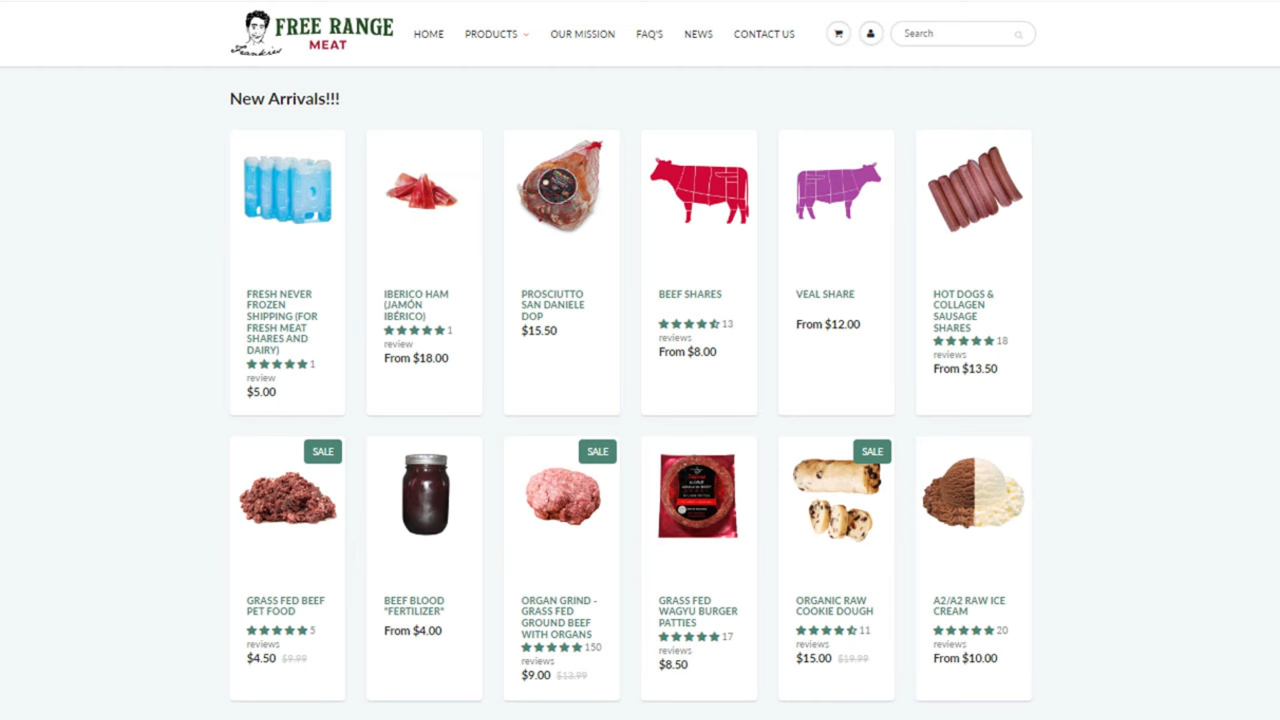 Frankies
FREE RANGE
MEAT
HOME
PRODUCTS
OUR MISSION
FAQ'S
NEWS
CONTACT US
Search
New Arrivals!!!
FRESH NEVER
FROZEN
SHIPPING (FOR
FRESH MEAT
SHARES AND
DAIRY)
1
review
$5.00
IBERICO HAM
(JAMÓN
IBÉRICO)
1
review
From $18.00
PROSCIUTTO
SAN DANIELE
DOP
$15.50
BEEF SHARES
13
reviews
From $8.00
VEAL SHARE
From $12.00
HOT DOGS &
COLLAGEN
SAUSAGE
SHARES
18
reviews
From $13.50
SALE
GRASS FED BEEF
PET FOOD
5
reviews
$4.50 $9.99
BEEF BLOOD
"FERTILIZER"
From $4.00
SALE
ORGAN GRIND -
GRASS FED
GROUND BEEF
WITH ORGANS
150
reviews
$9.00 $13.99
GRASS FED
WAGYU BURGER
PATTIES
17
reviews
$8.50
SALE
ORGANIC RAW
COOKIE DOUGH
11
reviews
$15.00 $19.99
A2/A2 RAW ICE
CREAM
20
reviews
From $10.00